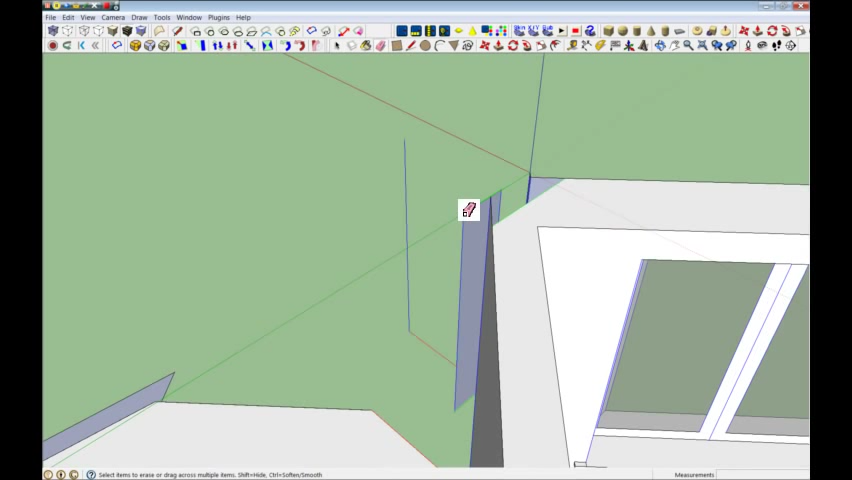 File Edit View Camera Draw Tools Window Plugins Help
Select items to erase or drag across multiple items. Shift=Hide, Ctrl=Soften/Smooth
Measurements